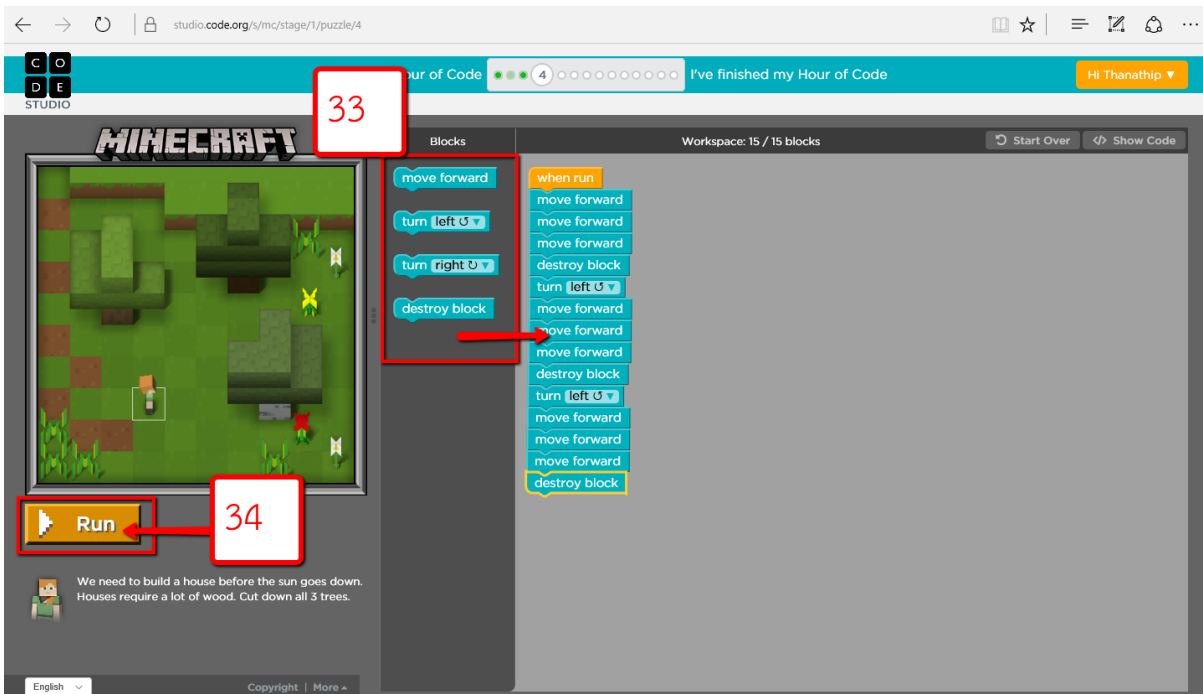 studio.code.org/s/mc/stage/1/puzzle/4
C O
D E
STUDIO
our of Code
4
I've finished my Hour of Code
Hi Thanathip ▼
33
MINECRAFT
Blocks
Workspace: 15 / 15 blocks
Start Over
</> Show Code
move forward
turn left ↺ ▼
turn right ↻ ▼
destroy block
when run
move forward
move forward
move forward
destroy block
turn left ↺ ▼
move forward
move forward
move forward
destroy block
turn left ↺ ▼
move forward
move forward
move forward
destroy block
Run
34
We need to build a house before the sun goes down.
Houses require a lot of wood. Cut down all 3 trees.
English
Copyright | More